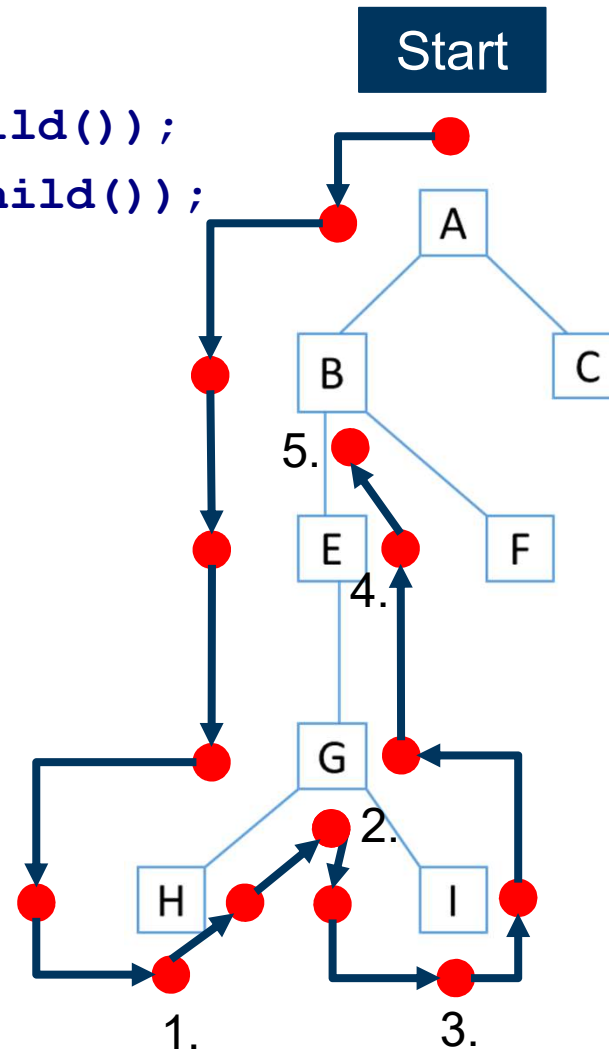 Start
ild());
hild());
A
B
C
5.
E
F
4.
G
2.
H
I
1.
3.